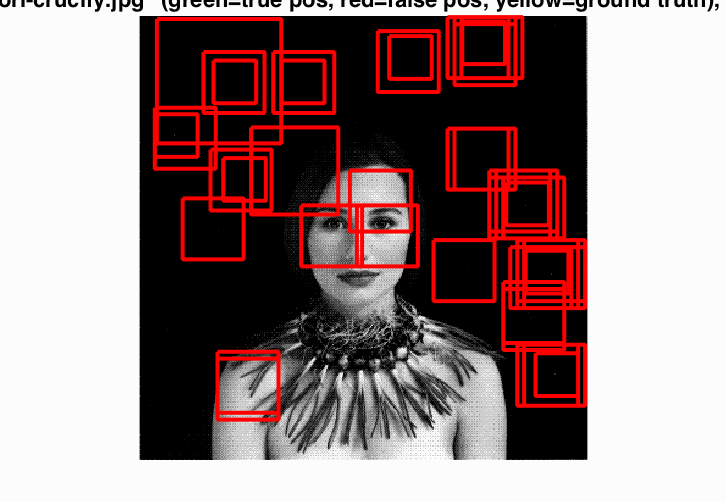 ori-crucify.jpg" (green=true pos, red=false pos, yellow=ground truth),